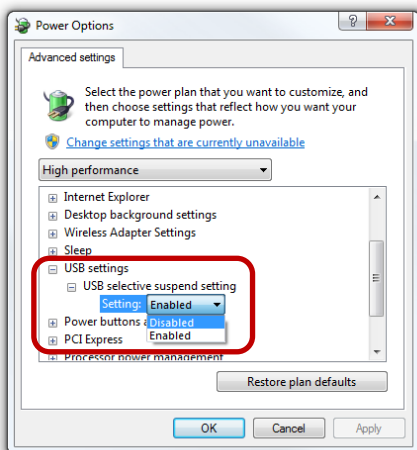 Power Options
Advanced settings
Select the power plan that you want to customize, and
then choose settings that reflect how you want your
computer to manage power.
Change settings that are currently unavailable
High performance
Internet Explorer
Desktop background settings
Wireless Adapter Settings
Sleep
USB settings
USB selective suspend setting
Setting: Enabled
Disabled
Enabled
Power buttons a
PCI Express
Processor power management
Restore plan defaults
OK Cancel Apply